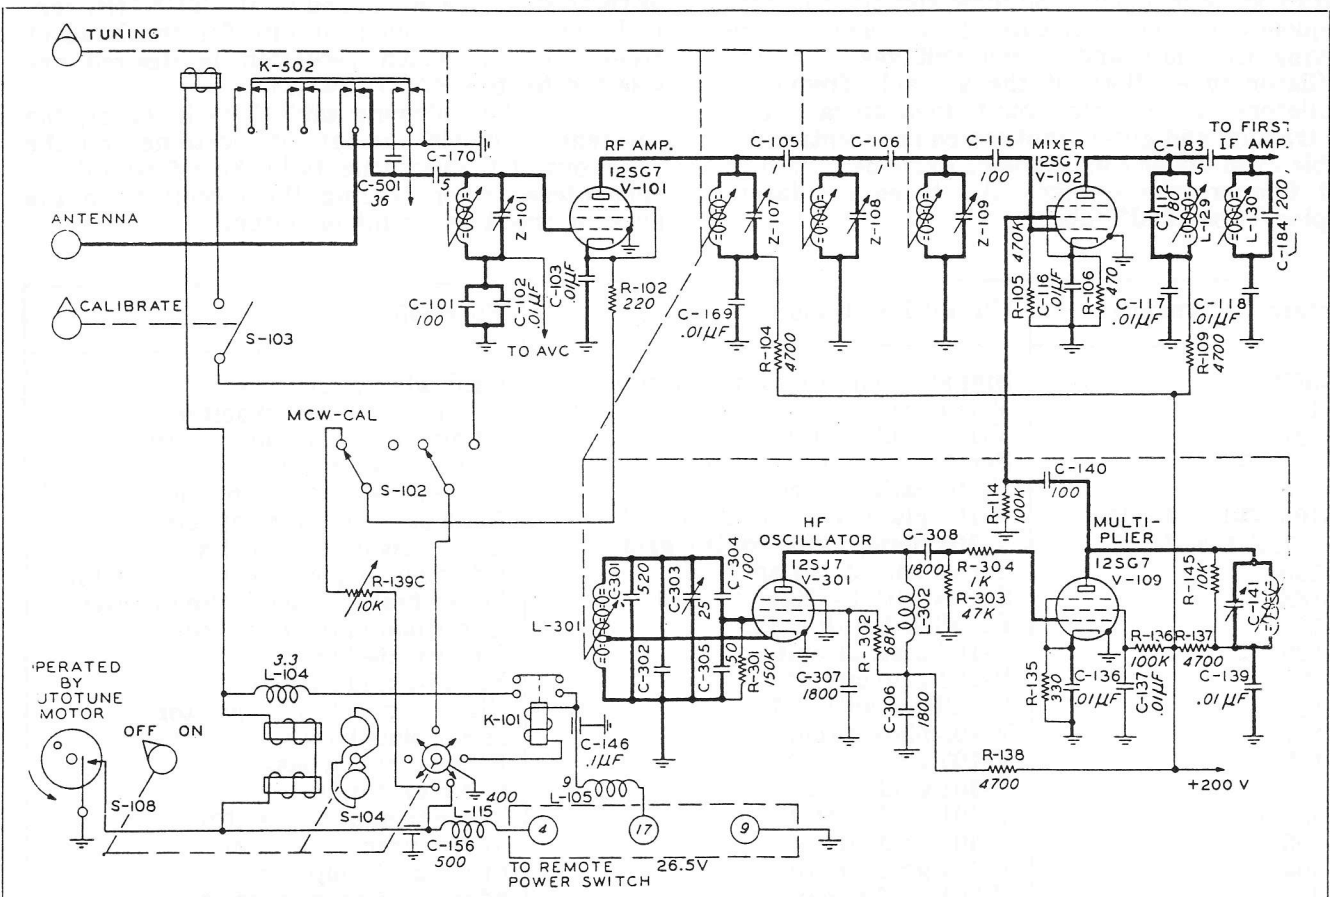 TUNING
K-502
C-170
5
C-501
36
ANTENNA
Z-101
RF AMP.
12SG7
V-101
C-101
100
C-102
.01µF
C-103
.01µF
R-102
220
TO AVC
CALIBRATE
S-103
MCW-CAL
S-102
R-139C
10K
C-105
1
C-106
1
C-115
100
Z-107
Z-108
Z-109
C-169
.01µF
R-104
4700
MIXER
12SG7
V-102
470K
R-105
C-116
.01µF
R-106
470
C-183
5
TO FIRST
IF AMP.
C-112
180
L-129
L-130
C-184
200
C-117
.01µF
C-118
.01µF
R-109
4700
C-140
100
R-114
100K
HF
OSCILLATOR
12SJ7
V-301
C-308
1800
R-304
1K
R-303
47K
MULTI-
PLIER
12SG7
V-109
R-145
10K
C-141
L-301
C-301
520
C-303
25
C-304
100
C-302
C-305
50
R-301
150K
R-302
68K
L-302
C-307
1800
C-306
1800
R-135
330
C-136
.01µF
C-137
.01µF
R-136
100K
R-137
4700
C-139
.01µF
R-138
4700
+200 V
PERATED
BY
UTOTUNE
MOTOR
OFF ON
S-108
3.3
L-104
S-104
K-101
C-146
.1µF
9
L-105
400
L-115
C-156
500
4
17
9
TO REMOTE
POWER SWITCH
26.5V